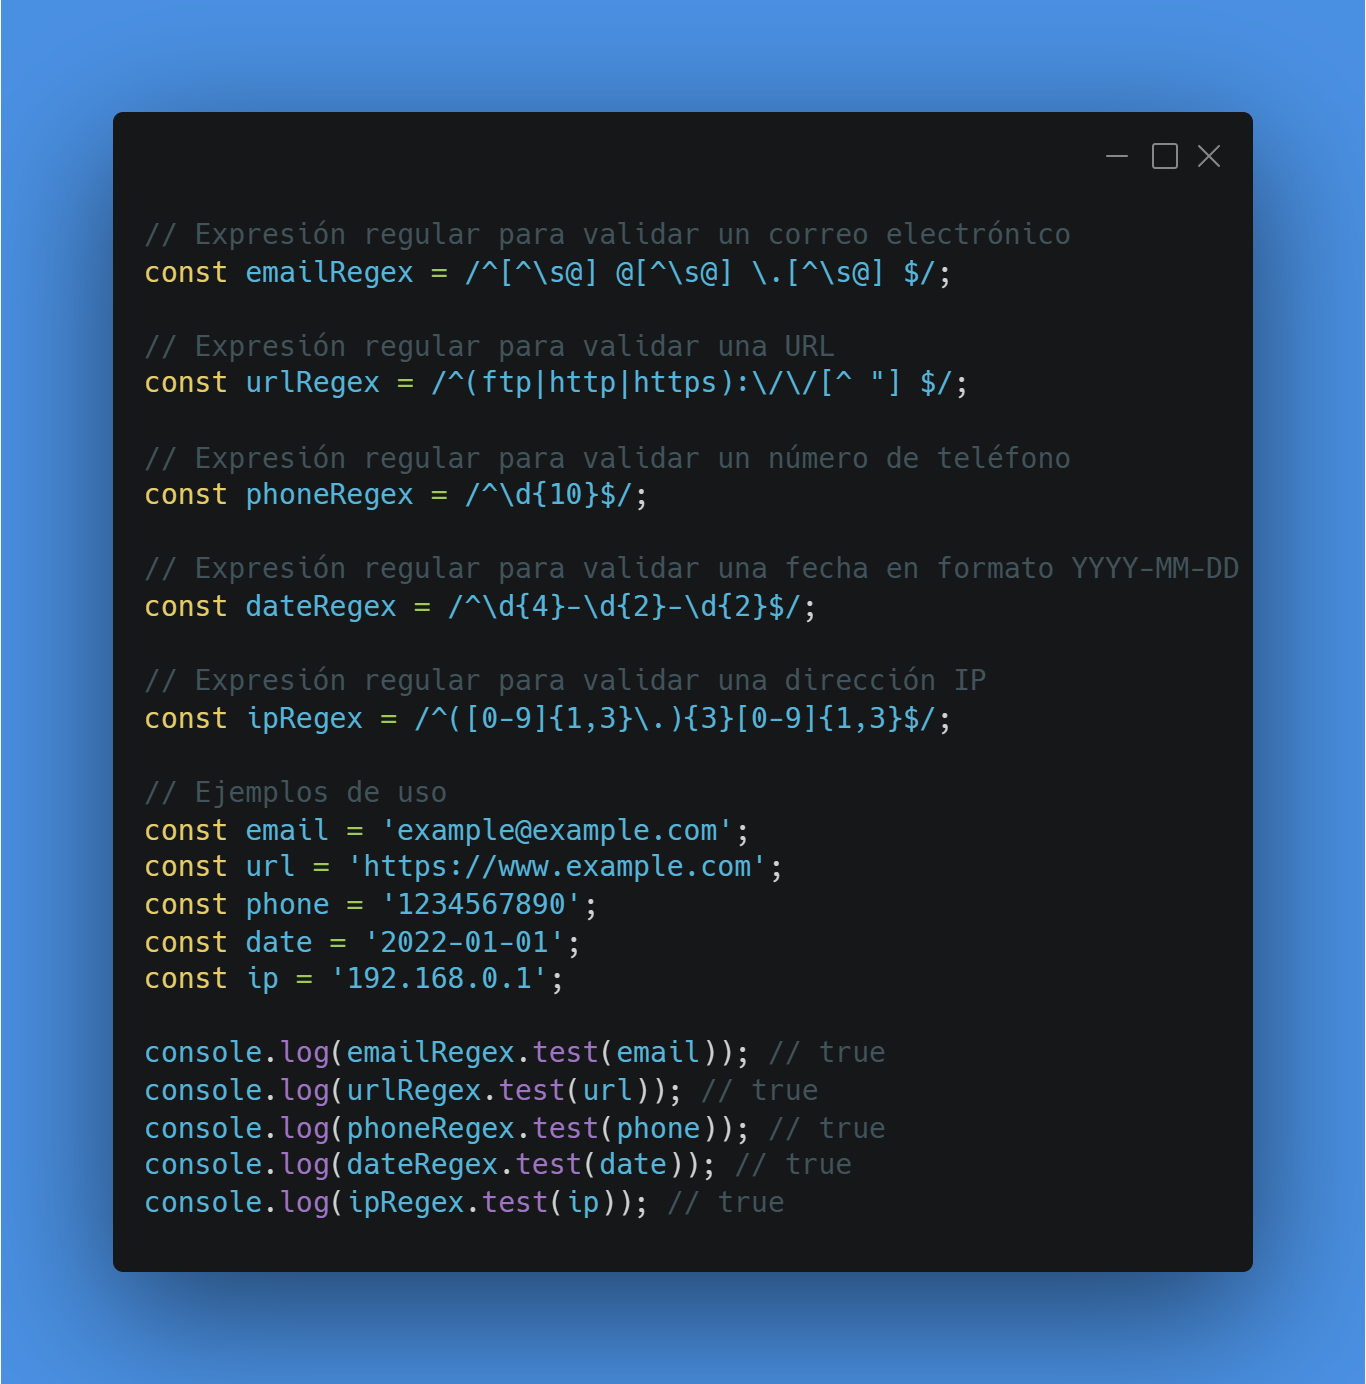 // Expresión regular para validar un correo electrónico
const emailRegex = /^[^\s@] @[^\s@] \.[^\s@] $/;
// Expresión regular para validar una URL
const urlRegex = /^(ftp|http|https):\/\/[^ "] $/;
// Expresión regular para validar un número de teléfono
const phoneRegex = /^\d{10}$/;
// Expresión regular para validar una fecha en formato YYYY-MM-DD
const dateRegex = /^\d{4}-\d{2}-\d{2}$/;
// Expresión regular para validar una dirección IP
const ipRegex = /^([0-9]{1,3}\.){3}[0-9]{1,3}$/;
// Ejemplos de uso
const email = 'example@example.com';
const url = 'https://www.example.com';
const phone = '1234567890';
const date = '2022-01-01';
const ip = '192.168.0.1';
console.log(emailRegex.test(email)); // true
console.log(urlRegex.test(url)); // true
console.log(phoneRegex.test(phone)); // true
console.log(dateRegex.test(date)); // true
console.log(ipRegex.test(ip)); // true